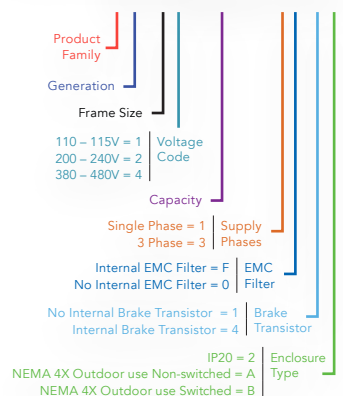 Product
Family
Generation
Frame Size
110 – 115V = 1
200 – 240V = 2
380 – 480V = 4
Voltage
Code
Capacity
Single Phase = 1
3 Phase = 3
Supply
Phases
Internal EMC Filter = F
No Internal EMC Filter = 0
EMC
Filter
No Internal Brake Transistor = 1
Internal Brake Transistor = 4
Brake
Transistor
IP20 = 2
NEMA 4X Outdoor use Non-switched = A
NEMA 4X Outdoor use Switched = B
Enclosure
Type